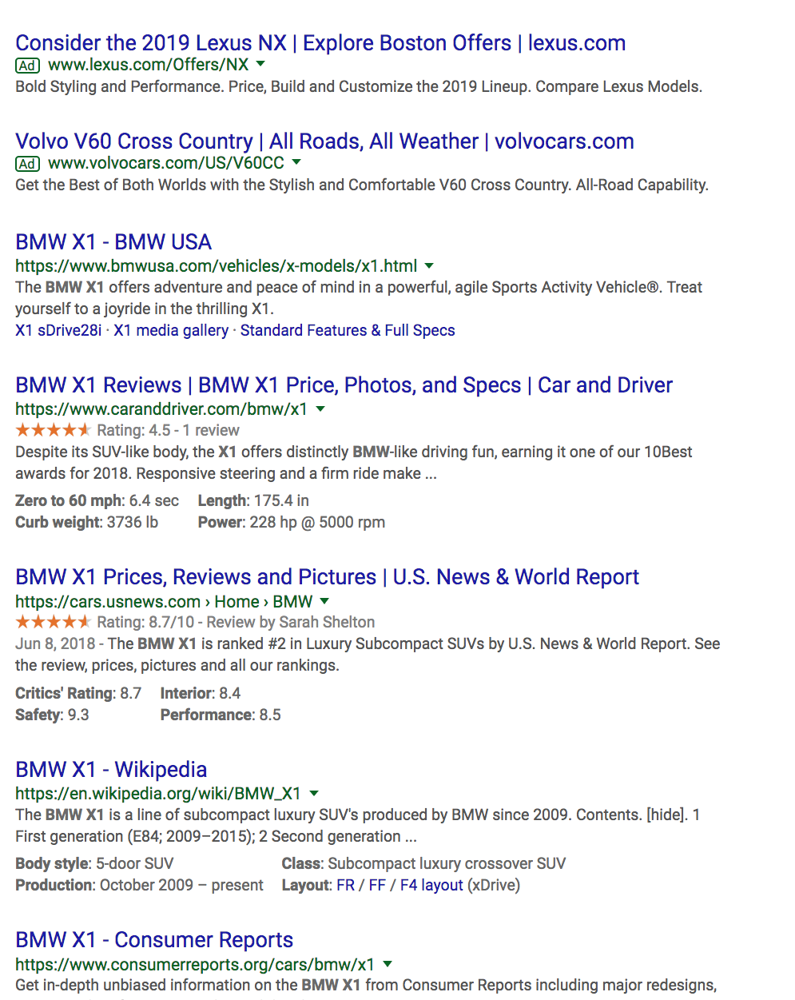 Consider the 2019 Lexus NX | Explore Boston Offers | lexus.com
Ad www.lexus.com/Offers/NX
Bold Styling and Performance. Price, Build and Customize the 2019 Lineup. Compare Lexus Models.
Volvo V60 Cross Country | All Roads, All Weather | volvocars.com
Ad www.volvocars.com/US/V60CC
Get the Best of Both Worlds with the Stylish and Comfortable V60 Cross Country. All-Road Capability.
BMW X1 - BMW USA
https://www.bmwusa.com/vehicles/x-models/x1.html
The BMW X1 offers adventure and peace of mind in a powerful, agile Sports Activity Vehicle®. Treat
yourself to a joyride in the thrilling X1.
X1 sDrive28i · X1 media gallery · Standard Features & Full Specs
BMW X1 Reviews | BMW X1 Price, Photos, and Specs | Car and Driver
https://www.caranddriver.com/bmw/x1
Rating: 4.5 - 1 review
Despite its SUV-like body, the X1 offers distinctly BMW-like driving fun, earning it one of our 10Best
awards for 2018. Responsive steering and a firm ride make ...
Zero to 60 mph: 6.4 sec Length: 175.4 in
Curb weight: 3736 lb Power: 228 hp @ 5000 rpm
BMW X1 Prices, Reviews and Pictures | U.S. News & World Report
https://cars.usnews.com › Home › BMW
Rating: 8.7/10 - Review by Sarah Shelton
Jun 8, 2018 - The BMW X1 is ranked #2 in Luxury Subcompact SUVs by U.S. News & World Report. See
the review, prices, pictures and all our rankings.
Critics' Rating: 8.7 Interior: 8.4
Safety: 9.3 Performance: 8.5
BMW X1 - Wikipedia
https://en.wikipedia.org/wiki/BMW_X1
The BMW X1 is a line of subcompact luxury SUV's produced by BMW since 2009. Contents. [hide]. 1
First generation (E84; 2009–2015); 2 Second generation ...
Body style: 5-door SUV Class: Subcompact luxury crossover SUV
Production: October 2009 – present Layout: FR / FF / F4 layout (xDrive)
BMW X1 - Consumer Reports
https://www.consumerreports.org/cars/bmw/x1
Get in-depth unbiased information on the BMW X1 from Consumer Reports including major redesigns,